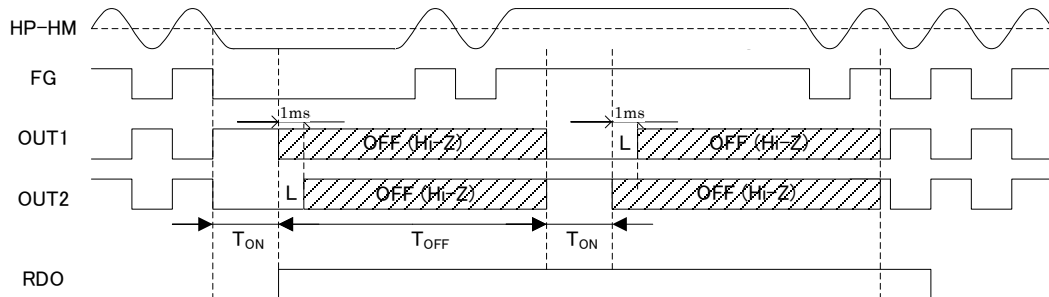 HP-HM
FG
1ms 1ms
OUT1 OFF (Hi-Z) L OFF (Hi-Z)
OUT2 L OFF (Hi-Z) OFF (Hi-Z)
TON TOFF TON
RDO